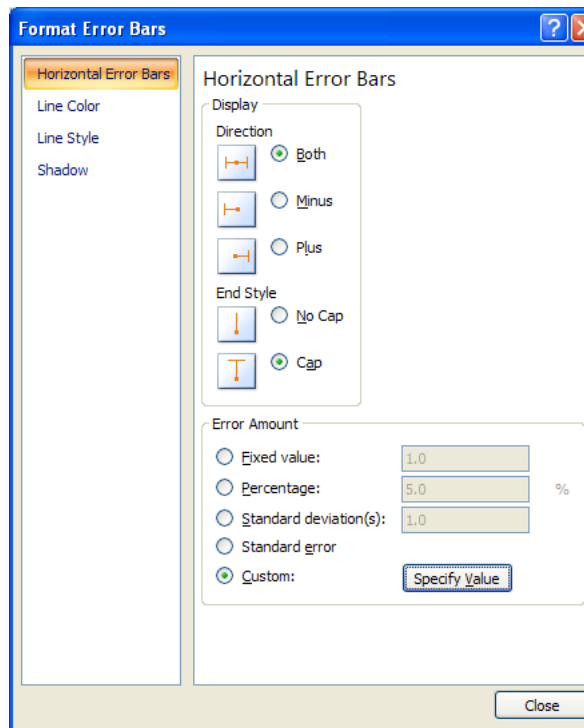 Format Error Bars
?
Horizontal Error Bars
Line Color
Line Style
Shadow
Horizontal Error Bars
Display
Direction
Both
Minus
Plus
End Style
No Cap
Cap
Error Amount
Fixed value: 1.0
Percentage: 5.0 %
Standard deviation(s): 1.0
Standard error
Custom: Specify Value
Close